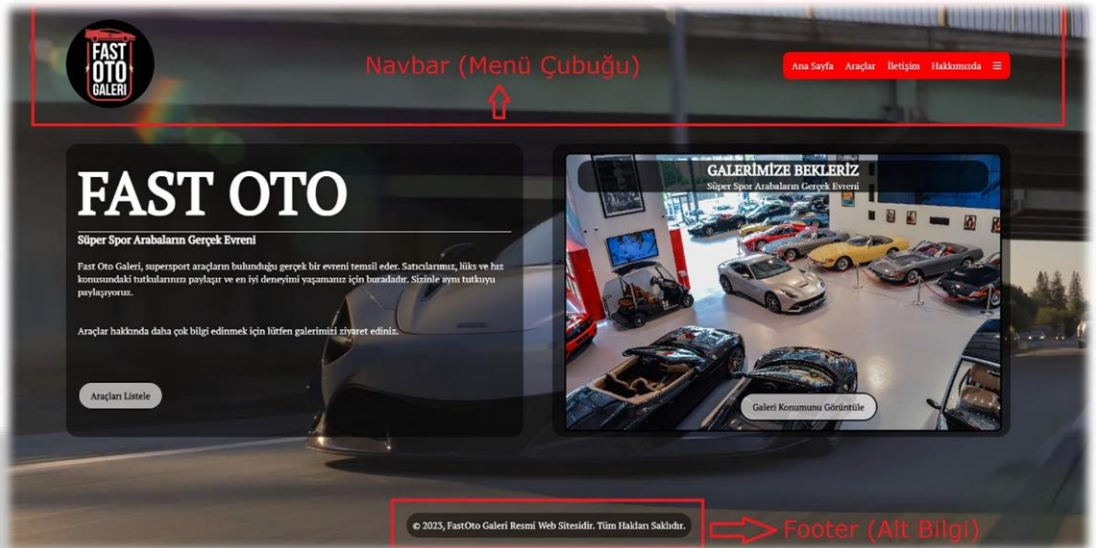 FAST
OTO
GALERI
Navbar (Menü Çubuğu)
Ana Sayfa Araçlar İletişim Hakkımızda
FAST OTO
Süper Spor Arabaların Gerçek Evreni
Fast Oto Galeri, supersport araçların bulunduğu gerçek bir evreni temsil eder. Satıcılarımız, lüks ve hız
konusundaki tutkularınızı paylaşır ve en iyi deneyimi yaşamanız için buradadır. Sizinle aynı tutkuyu
paylaşıyoruz.
Araçlar hakkında daha çok bilgi edinmek için lütfen galerimizi ziyaret ediniz.
Araçları Listele
GALERİMİZE BEKLERİZ
Süper Spor Arabaların Gerçek Evreni
Galeri Konumunu Görüntüle
© 2023, FastOto Galeri Resmi Web Sitesidir. Tüm Hakları Saklıdır.
Footer (Alt Bilgi)